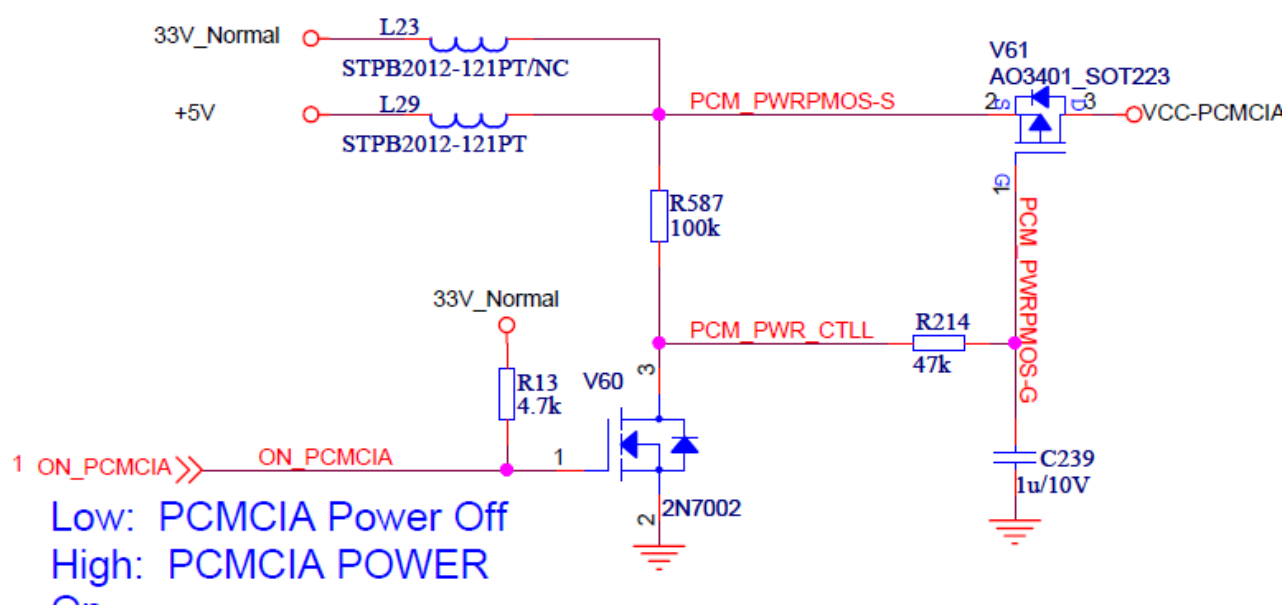 33V_Normal
L23
STPB2012-121PT/NC
+5V
L29
STPB2012-121PT
PCM_PWRPMOS-S
V61
AO3401_SOT223
2
S
D
3
VCC-PCMCIA
G
1
PCM_PWRPMOS-G
R587
100k
33V_Normal
R13
4.7k
PCM_PWR_CTLL
R214
47k
3
V60
1 ON_PCMCIA
ON_PCMCIA
1
2
2N7002
C239
1u/10V
Low: PCMCIA Power Off
High: PCMCIA POWER
On